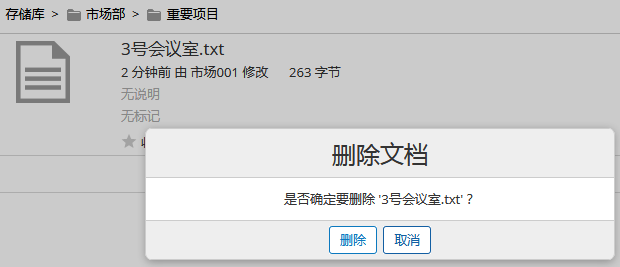 存储库 > 市场部 > 重要项目
3号会议室.txt
2 分钟前 由 市场001 修改 263 字节
无说明
无标记
删除文档
是否确定要删除 '3号会议室.txt' ?
删除 取消